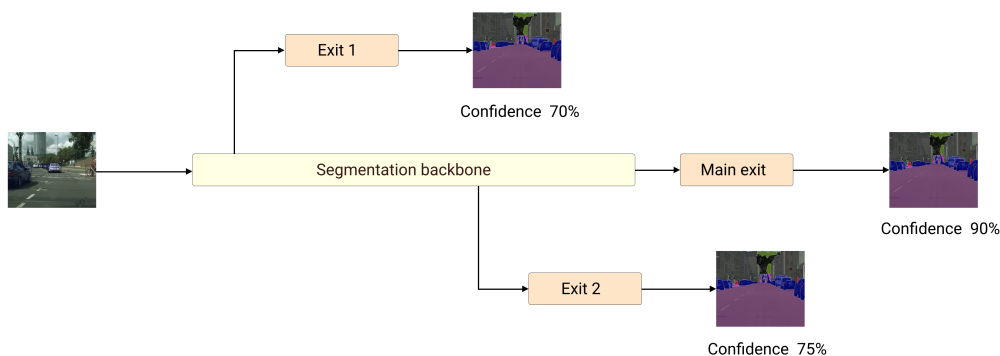 Exit 1
Confidence 70%
Segmentation backbone
Main exit
Confidence 90%
Exit 2
Confidence 75%